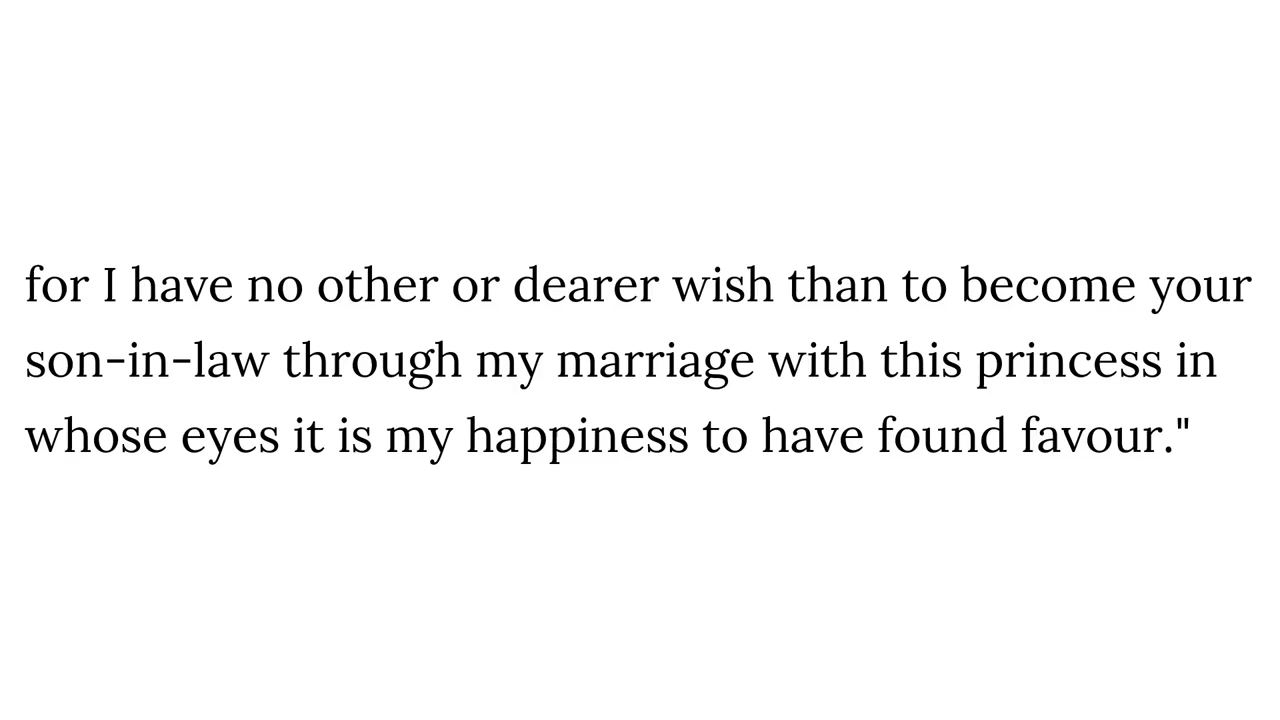 for I have no other or dearer wish than to become your
son-in-law through my marriage with this princess in
whose eyes it is my happiness to have found favour."